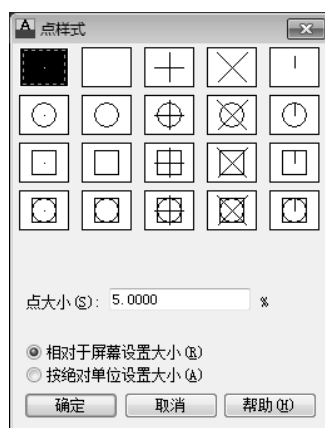 点样式
点大小(S): 5.0000 %
相对于屏幕设置大小(R)
按绝对单位设置大小(A)
确定 取消 帮助(H)